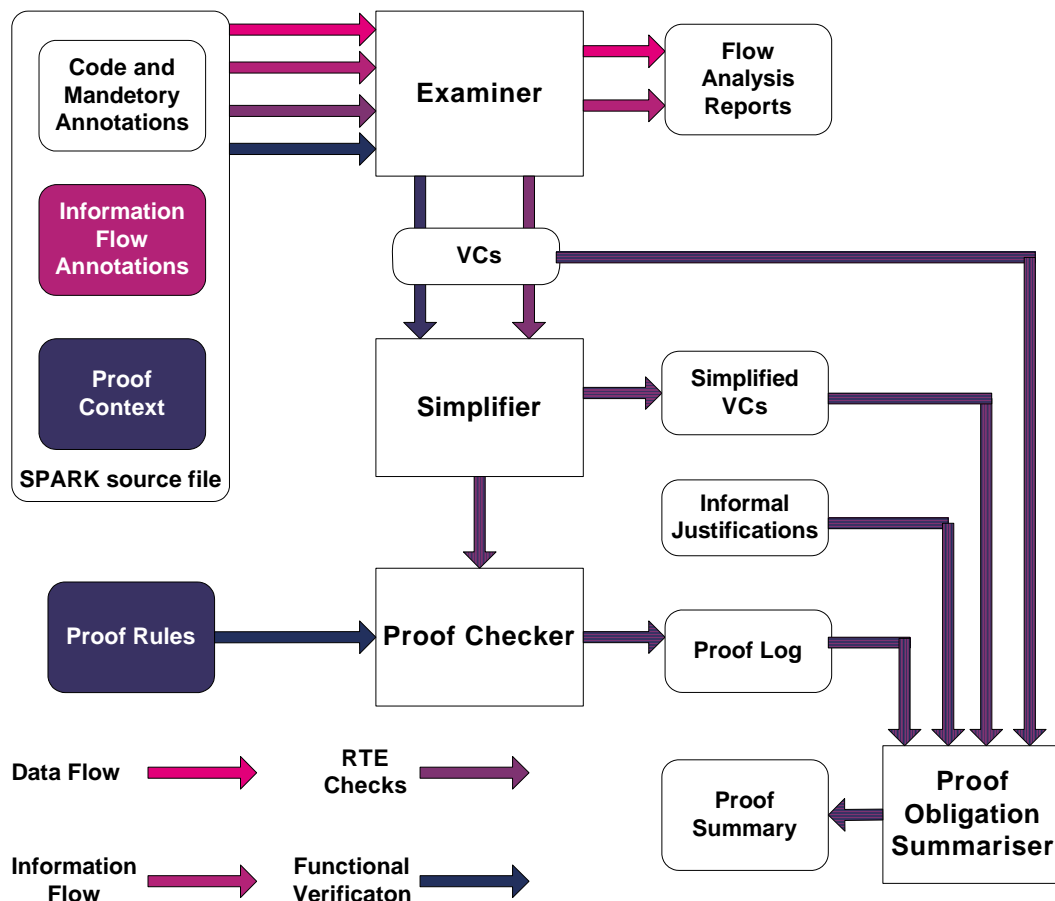 Code and
Mandetory
Annotations
Information
Flow
Annotations
Proof
Context
SPARK source file
Examiner
Flow
Analysis
Reports
VCs
Simplifier
Simplified
VCs
Informal
Justifications
Proof Rules
Proof Checker
Proof Log
Data Flow
RTE
Checks
Information
Flow
Functional
Verificaton
Proof
Summary
Proof
Obligation
Summariser